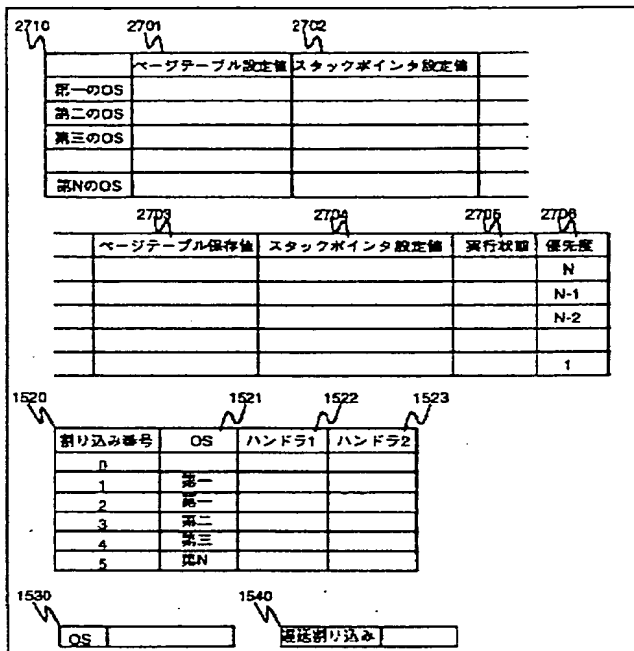 2710 2701 2702
ページテーブル設定値 スタックポインタ設定値
第一のOS
第二のOS
第三のOS
第NのOS
2703 2704 2705 2706
ページテーブル保存値 スタックポインタ設定値 実行状態 優先度
N
N-1
N-2
1
1520 1521 1522 1523
割り込み番号 OS ハンドラ1 ハンドラ2
1 第一
2 第一
3 第二
4 第三
5 第N
1530 1540
OS 遅延割り込み